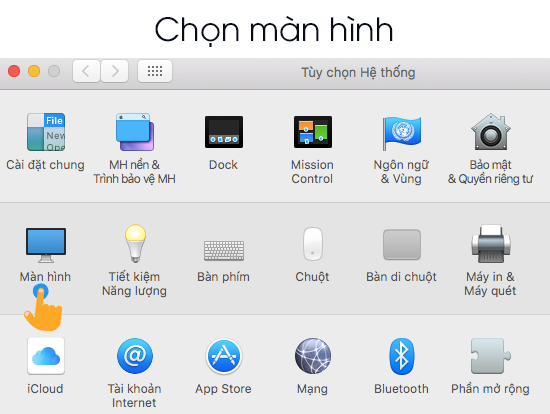 Chọn màn hình
Tùy chọn Hệ thống
File
New
Ope
Cài đặt chung
MH nền &
Trình bảo vệ MH
Dock
Mission
Control
Ngôn ngữ
& Vùng
Bảo mật
& Quyền riêng tư
Màn hình
Tiết kiệm
Năng lượng
Bàn phím
Chuột
Bàn di chuột
Máy in &
Máy quét
iCloud
@
Tài khoản
Internet
App Store
Mạng
Bluetooth
Phần mở rộng